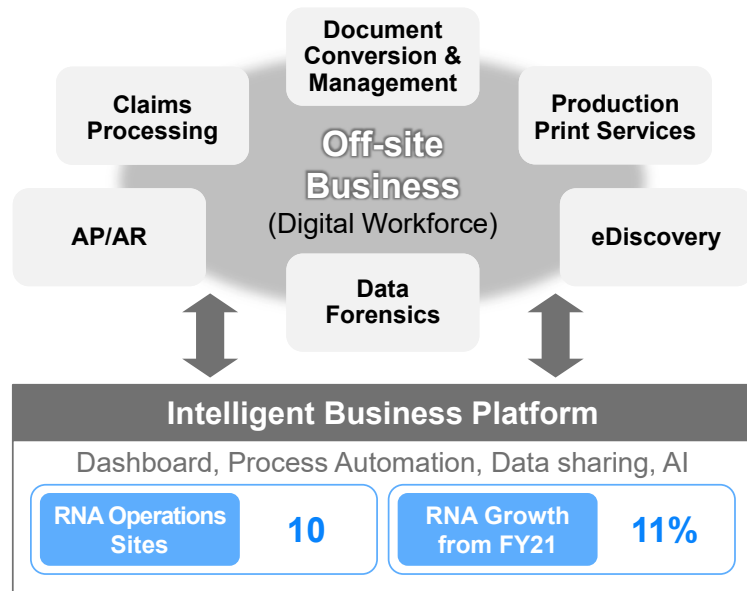 Document
Conversion &
Management
Claims
Processing
Production
Print Services
Off-site
Business
(Digital Workforce)
AP/AR
eDiscovery
Data
Forensics
Intelligent Business Platform
Dashboard, Process Automation, Data sharing, AI
RNA Operations
Sites
10
RNA Growth
from FY21
11%